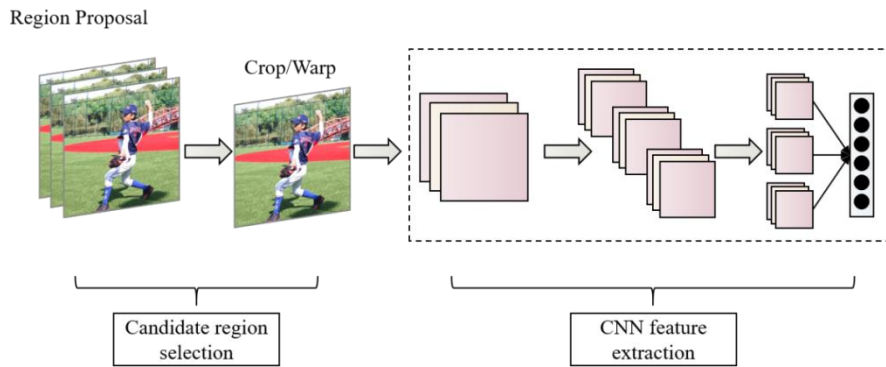 Region Proposal
Crop/Warp
Candidate region
selection
CNN feature
extraction